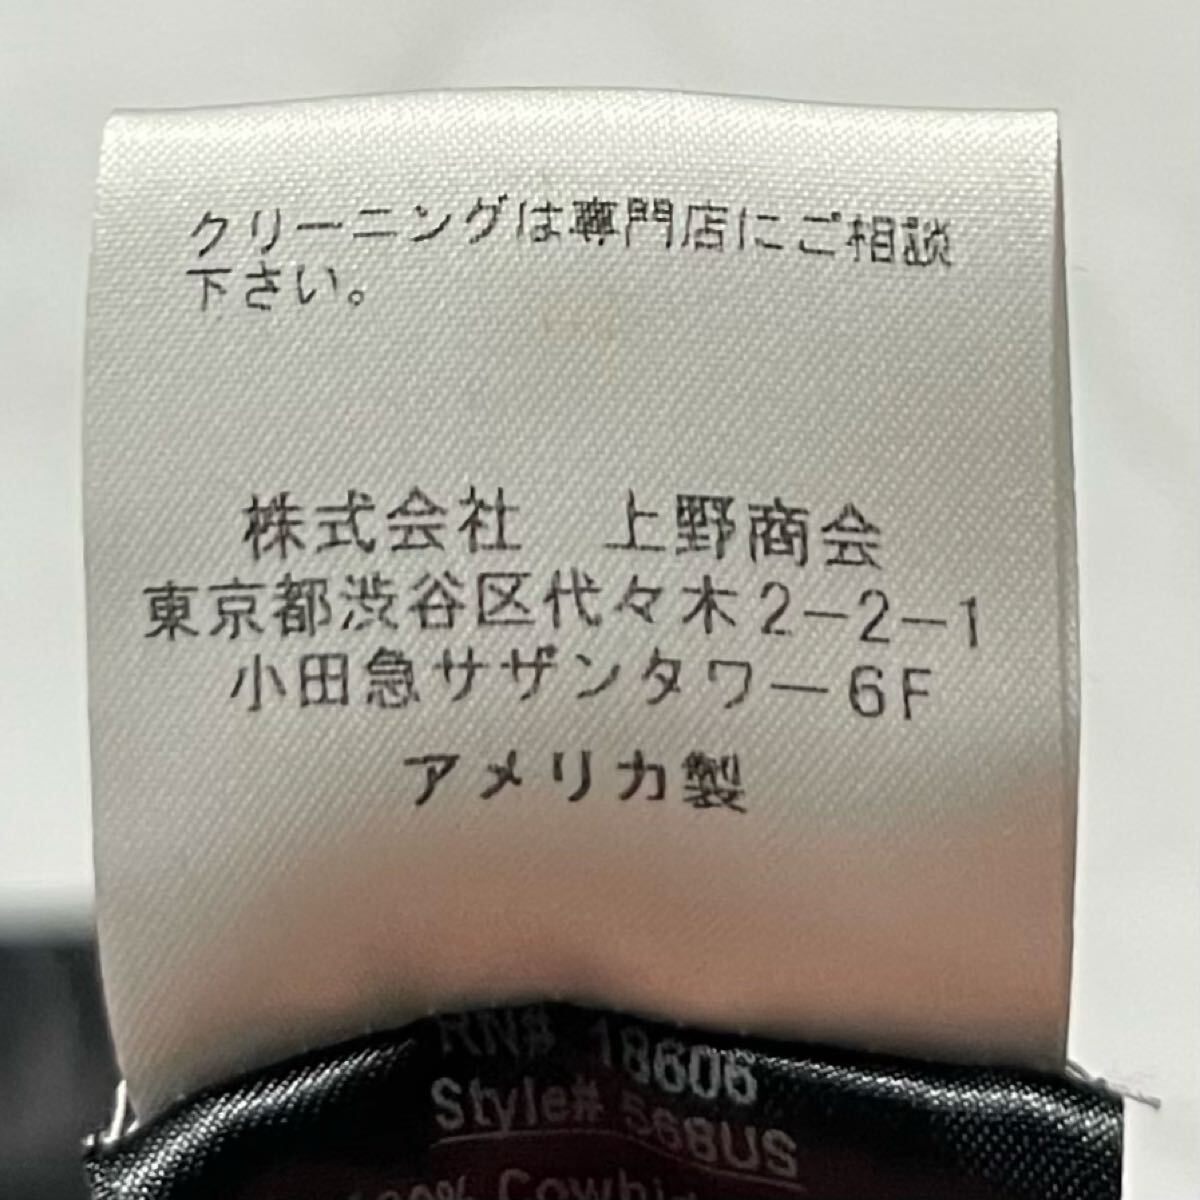 クリーニングは専門店にご相談
下さい。
株式会社　上野商会
東京都渋谷区代々木2-2-1
小田急サザンタワー6F
アメリカ製
RN# 18606
Style# 568US
100% Cowhide